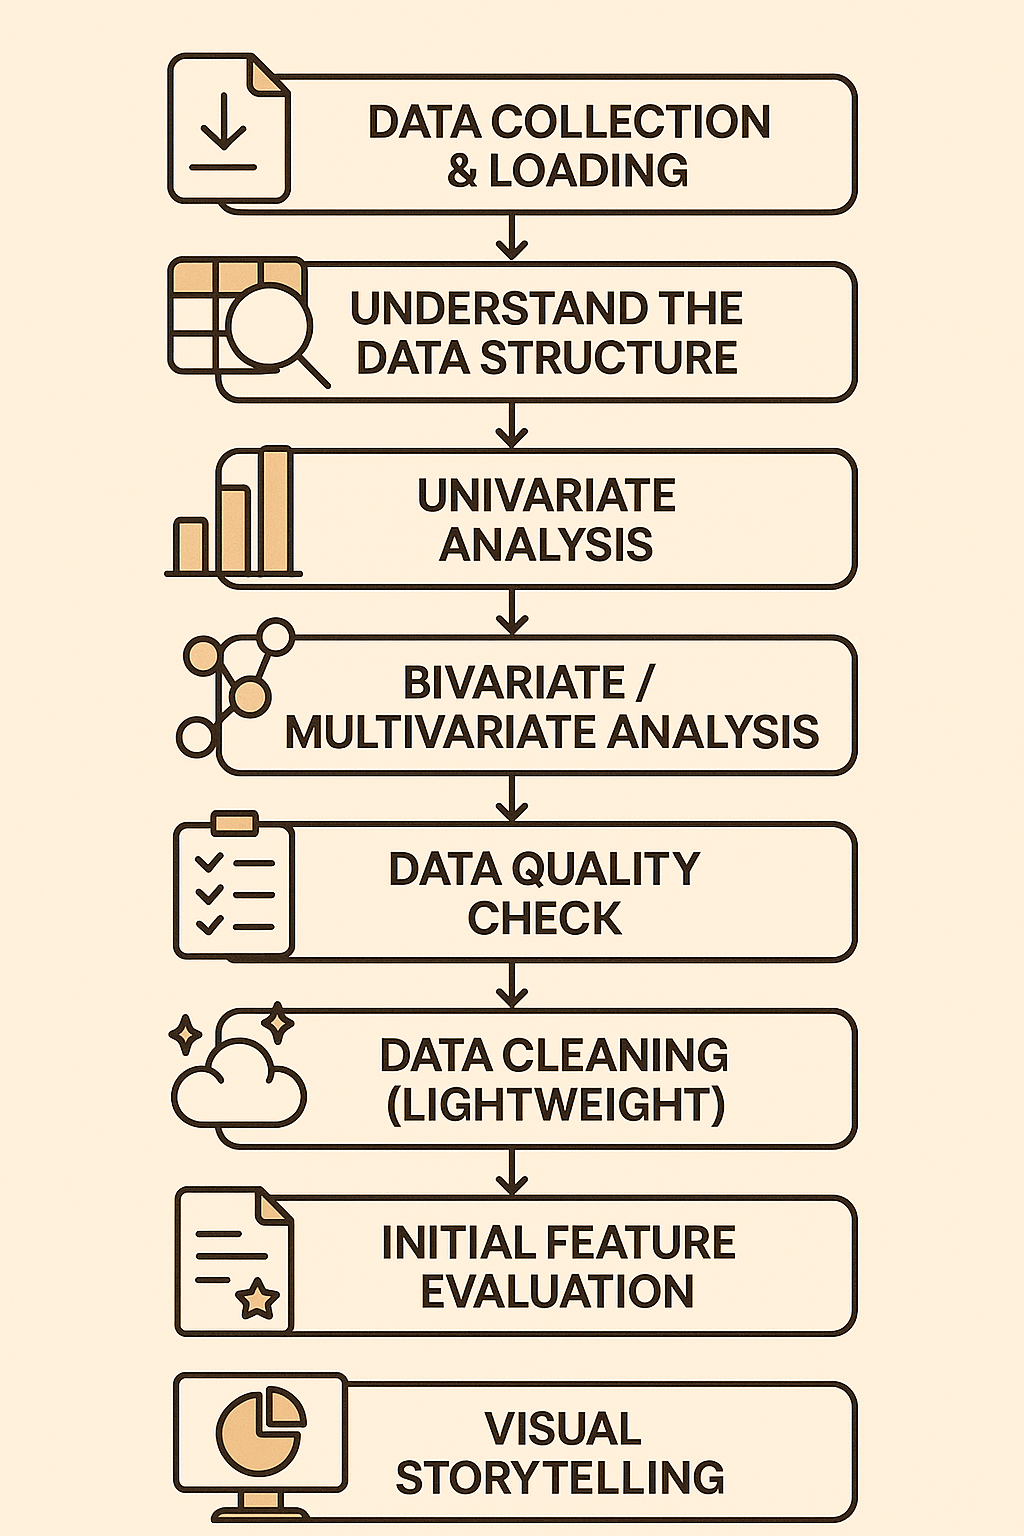 DATA COLLECTION
& LOADING
UNDERSTAND THE
DATA STRUCTURE
UNIVARIATE
ANALYSIS
BIVARIATE /
MULTIVARIATE ANALYSIS
DATA QUALITY
CHECK
DATA CLEANING
(LIGHTWEIGHT)
INITIAL FEATURE
EVALUATION
VISUAL
STORYTELLING